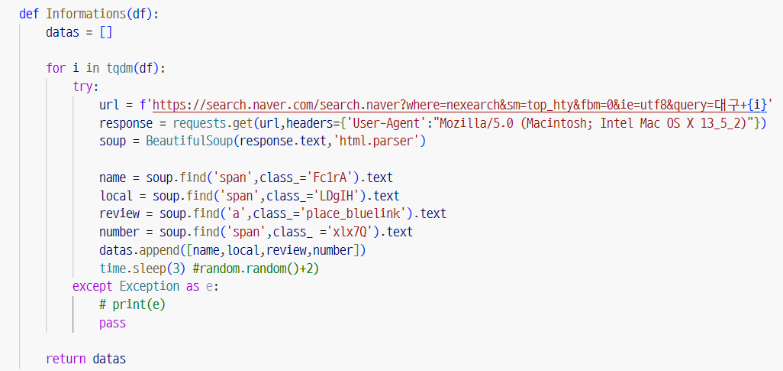 def Informations(df):
    datas = []

    for i in tqdm(df):
        try:
            url = f'https://search.naver.com/search.naver?where=nexearch&sm=top_hty&fbm=0&ie=utf8&query=대구+{i}'
            response = requests.get(url,headers={'User-Agent':"Mozilla/5.0 (Macintosh; Intel Mac OS X 13_5_2)"})
            soup = BeautifulSoup(response.text,'html.parser')

            name = soup.find('span',class_='Fc1rA').text
            local = soup.find('span',class_='LDgIH').text
            review = soup.find('a',class_='place_bluelink').text
            number = soup.find('span',class_ ='xlx7Q').text
            datas.append([name,local,review,number])
            time.sleep(3) #random.random()+2)
        except Exception as e:
            # print(e)
            pass

    return datas